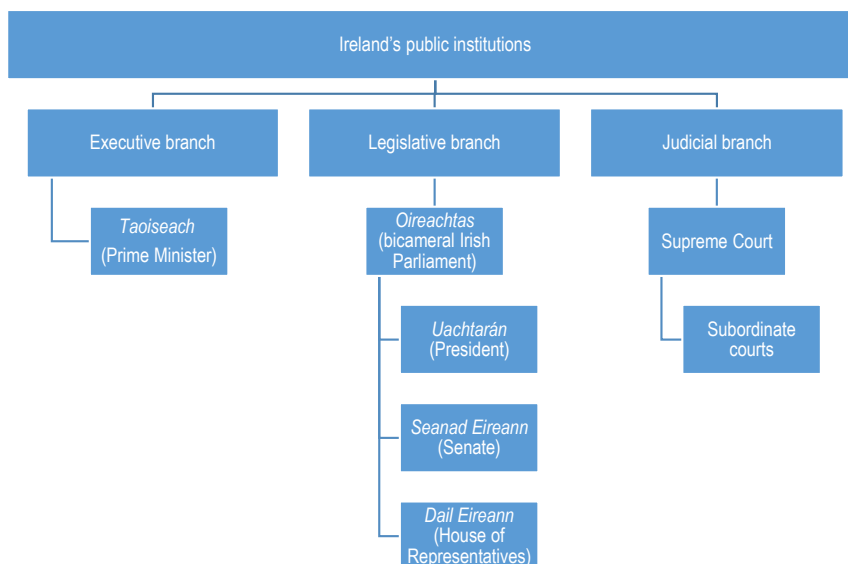 Ireland's public institutions
Executive branch
Legislative branch
Judicial branch
Taoiseach
(Prime Minister)
Oireachtas
(bicameral Irish
Parliament)
Supreme Court
Uachtarán
(President)
Subordinate
courts
Seanad Eireann
(Senate)
Dail Eireann
(House of
Representatives)